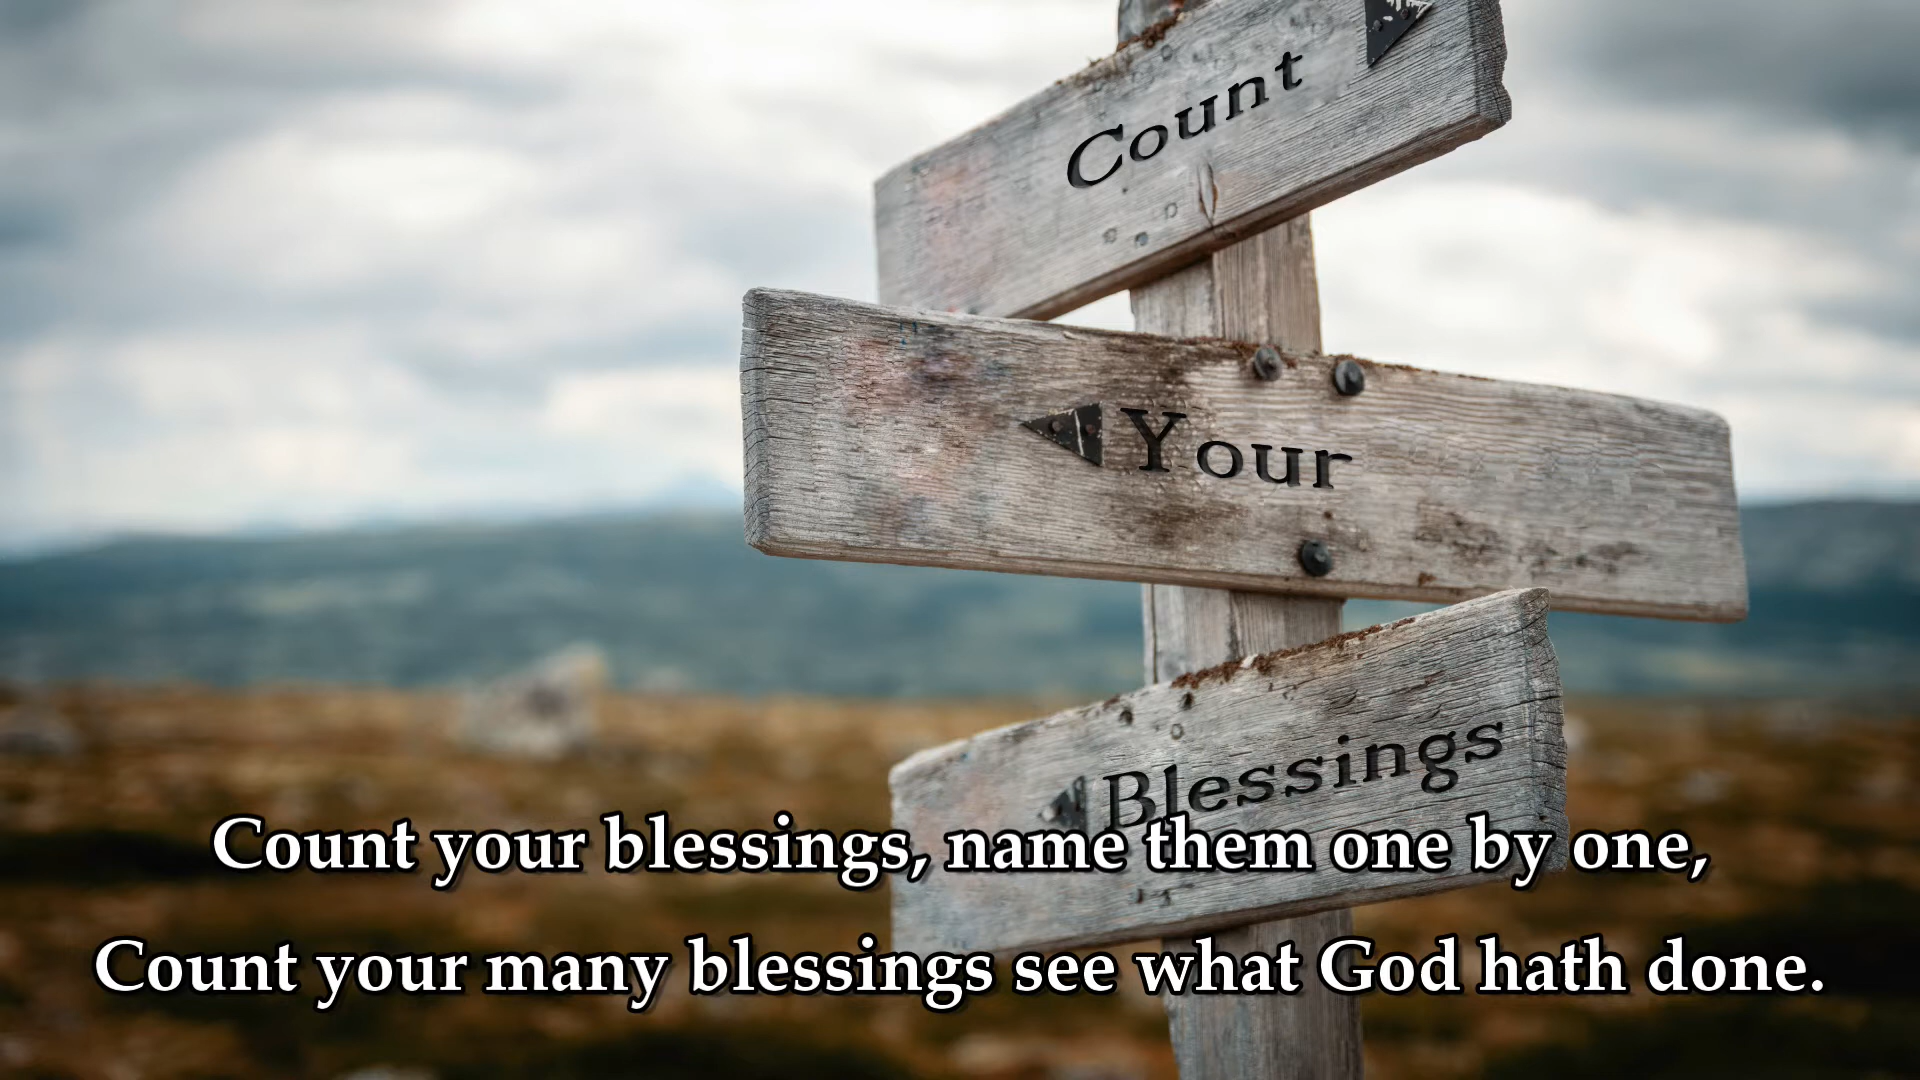 Count
Your
Blessings
Count your blessings, name them one by one,
Count your many blessings see what God hath done.